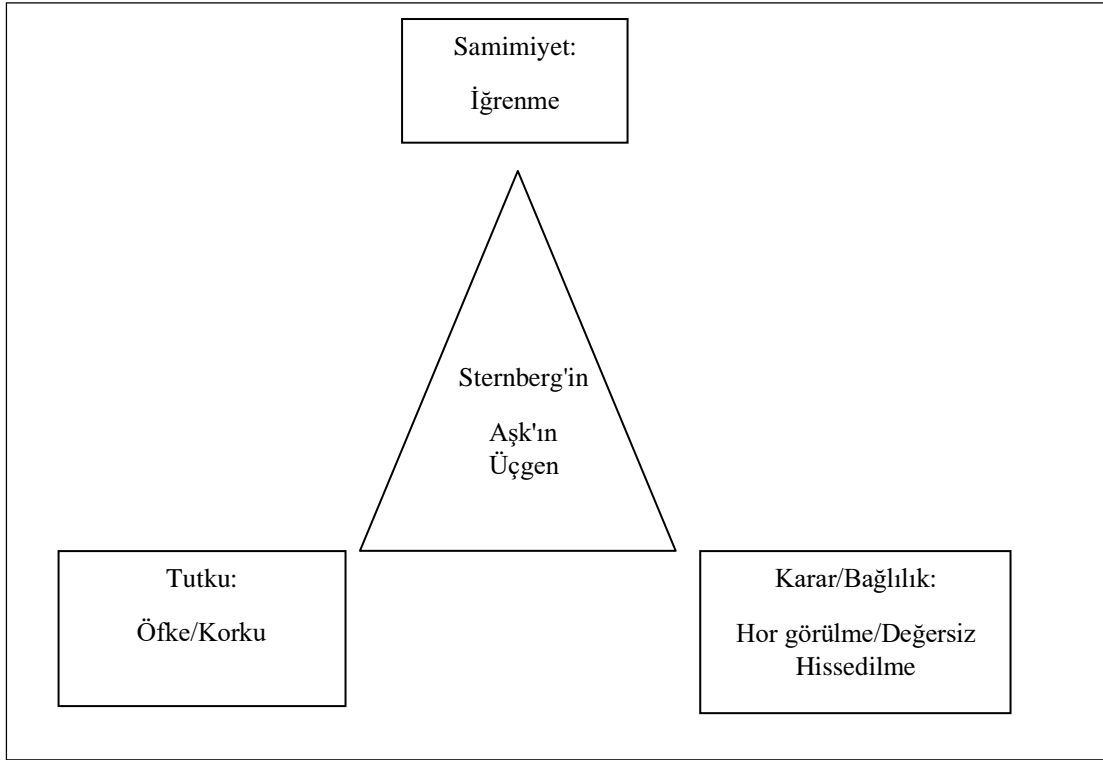 Samimiyet:
İğrenme
Sternberg'in
Aşk'ın
Üçgen
Tutku:
Öfke/Korku
Karar/Bağlılık:
Hor görülme/Değersiz
Hissedilme